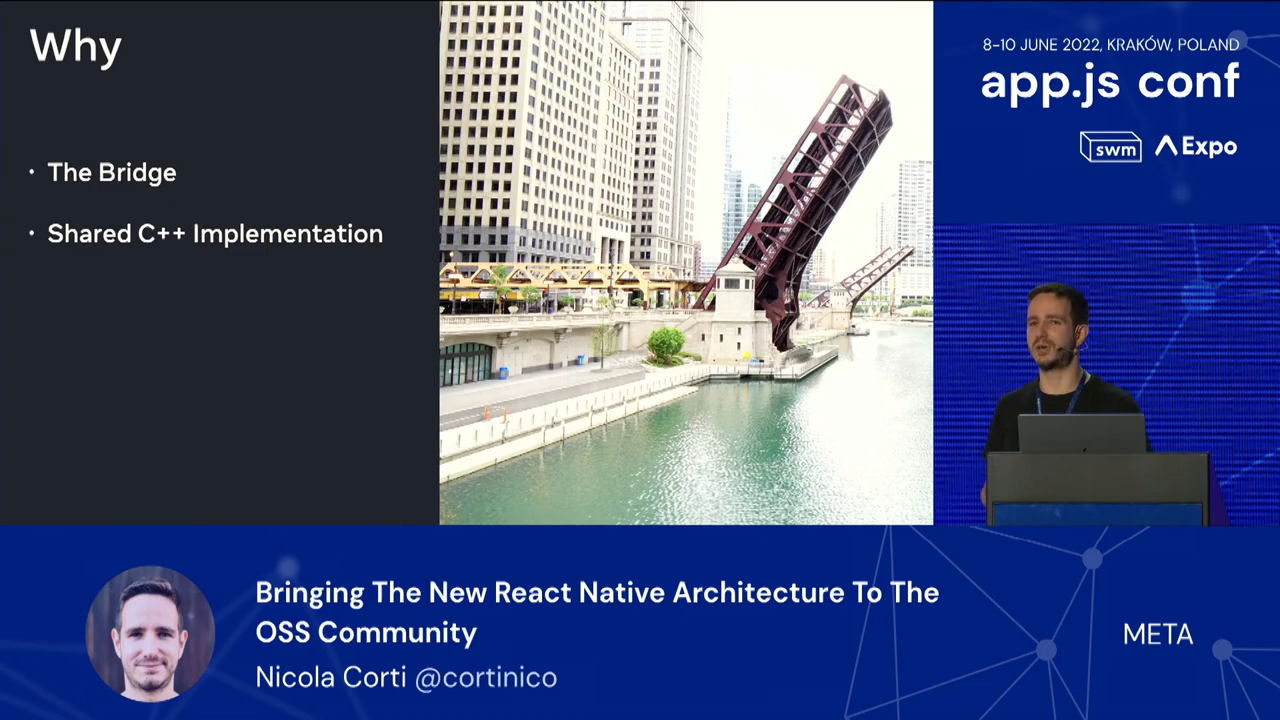 Why
· The Bridge
· Shared C++ Implementation
8-10 JUNE 2022, KRAKÓW, POLAND
app.js conf
swm Expo
Bringing The New React Native Architecture To The
OSS Community
Nicola Corti @cortinico
META